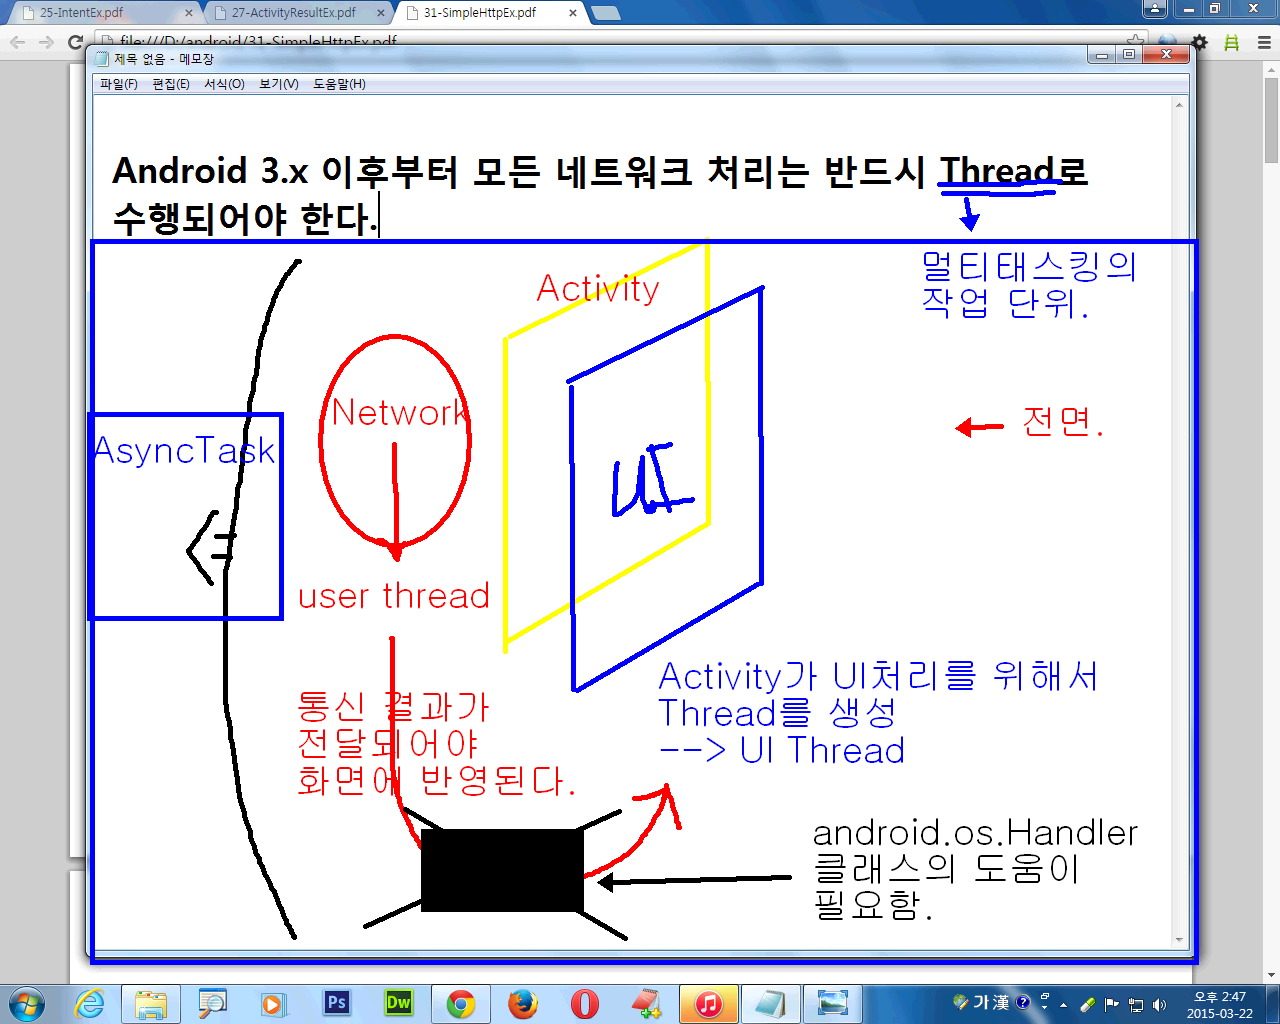 25-IntentEx.pdf
27-ActivityResultEx.pdf
31-SimpleHttpEx.pdf
file:///D:/android/31-SimpleHttpEx.pdf
제목 없음 - 메모장
파일(F) 편집(E) 서식(O) 보기(V) 도움말(H)
Android 3.x 이후부터 모든 네트워크 처리는 반드시 Thread로
수행되어야 한다.
멀티태스킹의
작업 단위.
Activity
Network
전면.
AsyncTask
UI
user thread
Activity가 UI처리를 위해서
Thread를 생성
--> UI Thread
통신 결과가
전달되어야
화면에 반영된다.
android.os.Handler
클래스의 도움이
필요함.
Ps
Dw
가 漢
오후 2:47
2015-03-22